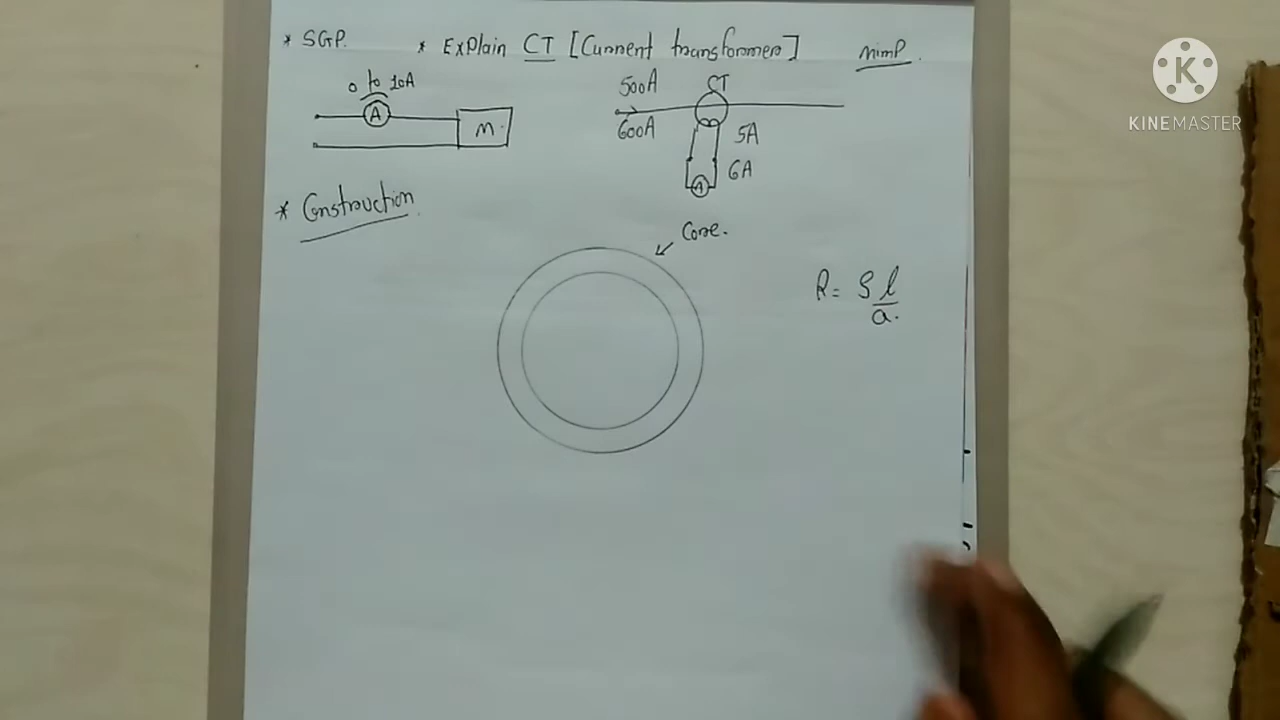 * SGP.
* Explain CT [Current transformer] mimp.
0 to 10A
A
M
500A
CT
600A
5A
6A
A
* Construction
Core.
R = ρ l
a.
K
KINEMASTER